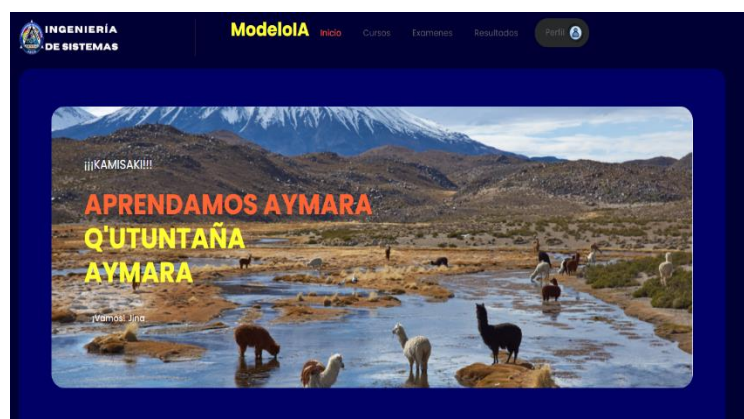 INGENIERÍA
DE SISTEMAS
ModeloIA
Inicio
Cursos
Examenes
Resultados
Perfil
¡¡¡KAMISAKI!!!
APRENDAMOS AYMARA
Q'UTUNTAÑA
AYMARA
¡Vamos! Jina